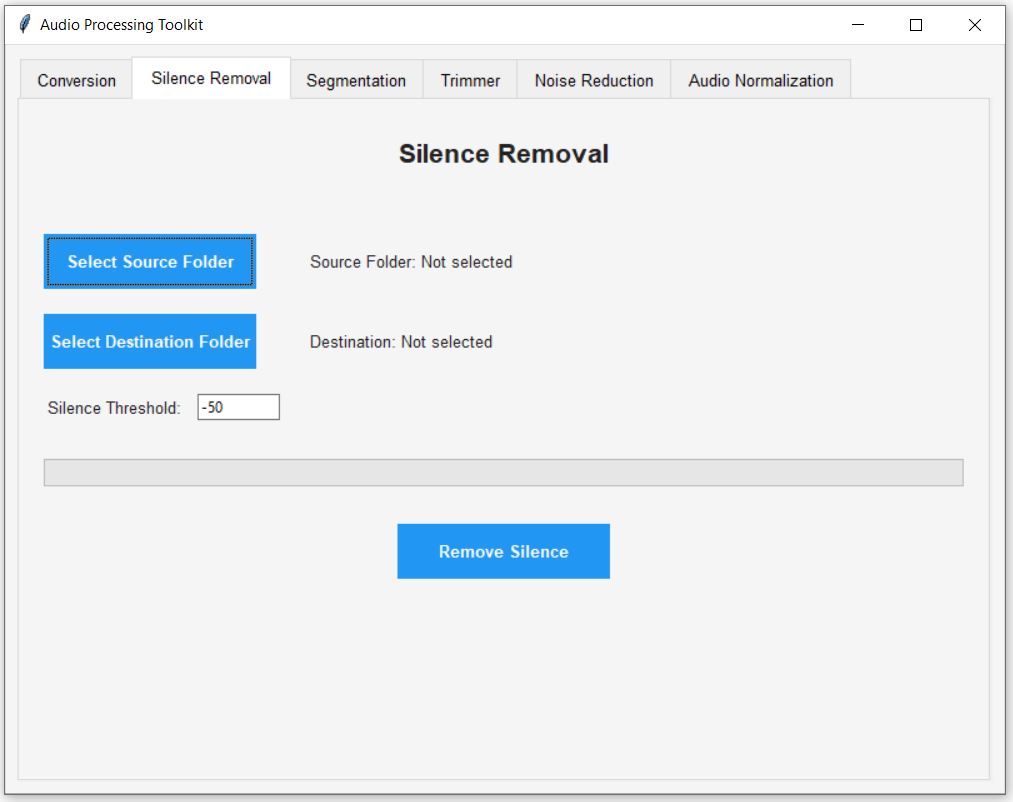 Audio Processing Toolkit
Conversion Silence Removal Segmentation Trimmer Noise Reduction Audio Normalization
Silence Removal
Select Source Folder Source Folder: Not selected
Select Destination Folder Destination: Not selected
Silence Threshold: -50
Remove Silence